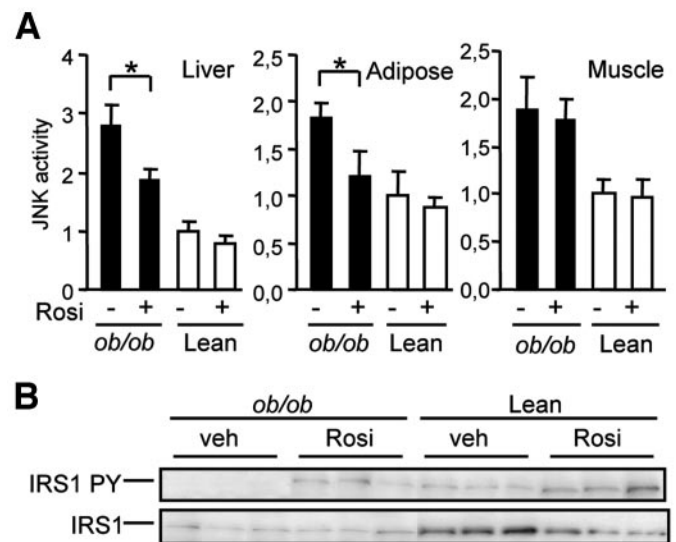 A
JNK activity
4
3
2
1
0
Liver
*
2,5
2,0
1,5
1,0
0,5
0,0
Adipose
*
2,5
2,0
1,5
1,0
0,5
0,0
Muscle
Rosi - + - + - + - + - + - +
ob/ob Lean ob/ob Lean ob/ob Lean
B
ob/ob Lean
veh Rosi veh Rosi
IRS1 PY
IRS1